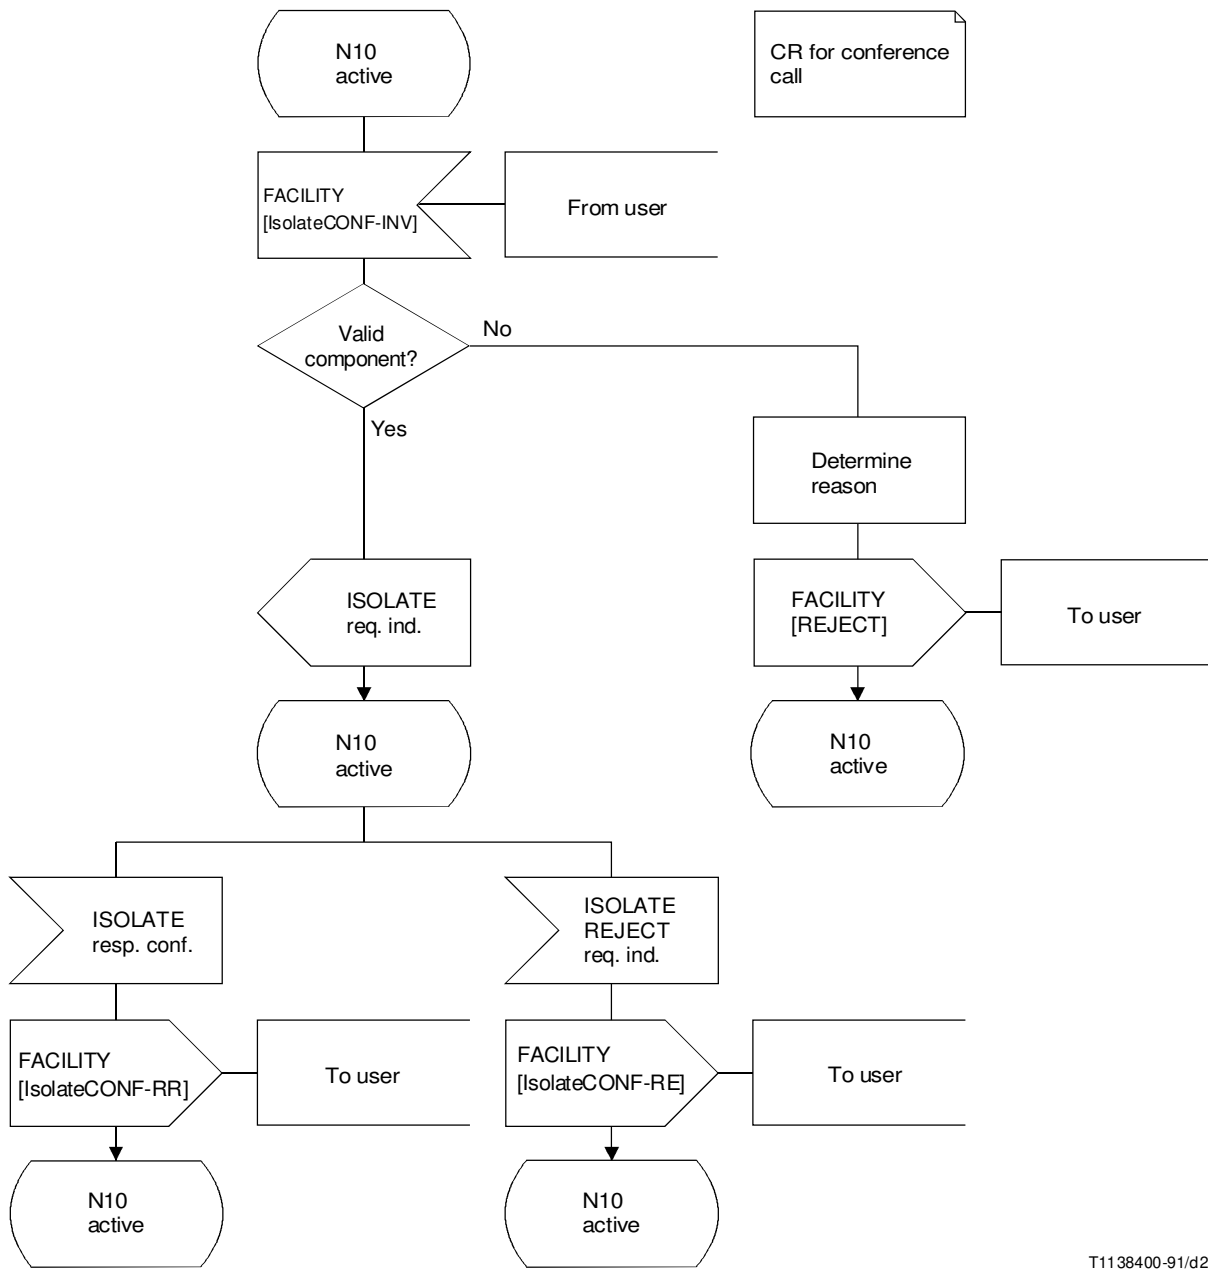 N10
active
CR for conference
call
FACILITY
[IsolateCONF-INV]
From user
Valid
component?
No
Yes
Determine
reason
ISOLATE
req. ind.
FACILITY
[REJECT]
To user
N10
active
N10
active
ISOLATE
resp. conf.
ISOLATE
REJECT
req. ind.
FACILITY
[IsolateCONF-RR]
To user
FACILITY
[IsolateCONF-RE]
To user
N10
active
N10
active
T1138400-91/d2